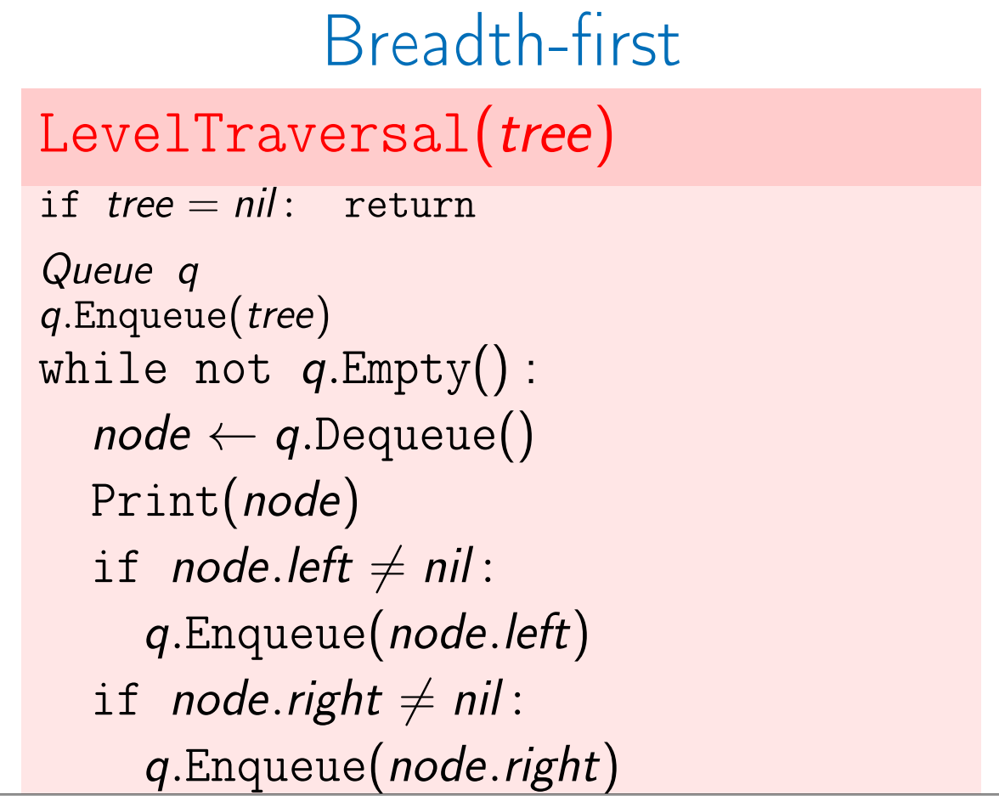 Breadth-first
LevelTraversal(tree)
if tree = nil: return
Queue q
q.Enqueue(tree)
while not q.Empty():
node ← q.Dequeue()
Print(node)
if node.left ≠ nil:
q.Enqueue(node.left)
if node.right ≠ nil:
q.Enqueue(node.right)